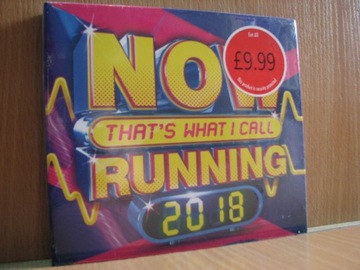 NOW
THAT'S WHAT I CALL
RUNNING
2018
£9.99